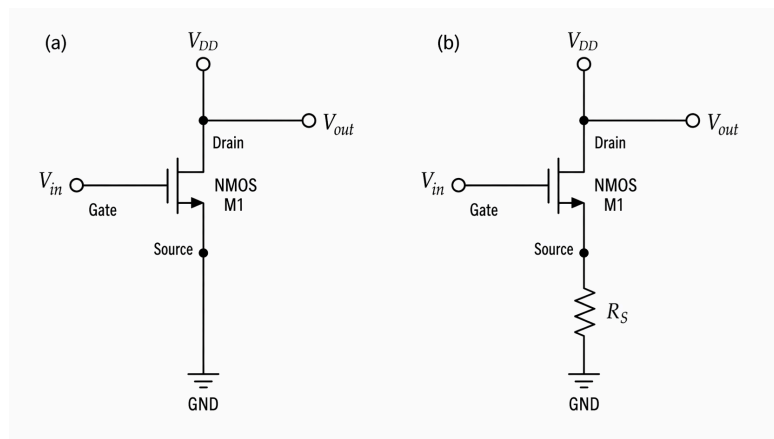 (a)
V_DD
V_out
Drain
V_in
Gate
NMOS
M1
Source
GND
(b)
V_DD
V_out
Drain
V_in
Gate
NMOS
M1
Source
R_S
GND